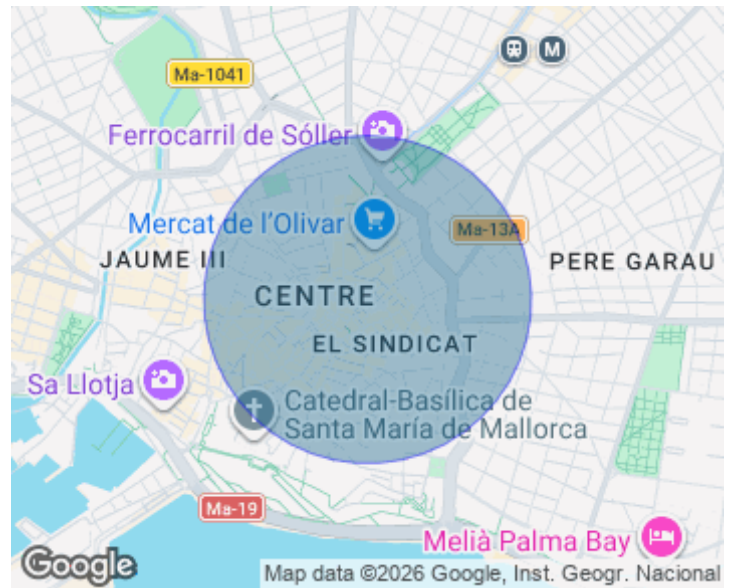 Ma-1041
M
Ferrocarril de Sóller
Mercat de l'Olivar
Ma-13A
JAUME III
PERE GARAU
CENTRE
EL SINDICAT
Sa Llotja
Catedral-Basílica de
Santa María de Mallorca
Ma-19
Melià Palma Bay
Google
Map data ©2026 Google, Inst. Geogr. Nacional